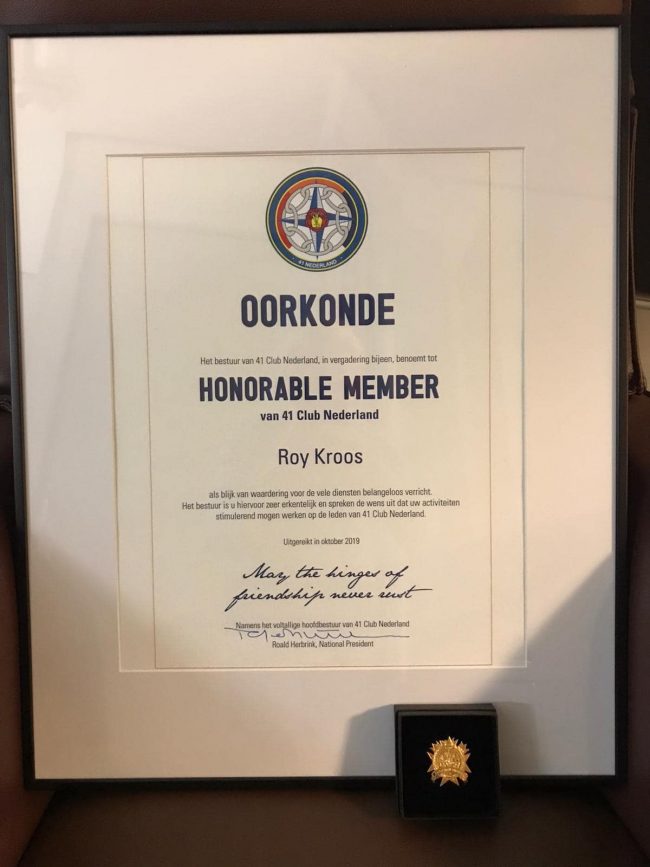 41 NEDERLAND
OORKONDE
Het bestuur van 41 Club Nederland, in vergadering bijeen, benoemt tot
HONORABLE MEMBER
van 41 Club Nederland
Roy Kroos
als blijk van waardering voor de vele diensten belangeloos verricht.
Het bestuur is u hiervoor zeer erkentelijk en spreken de wens uit dat uw activiteiten
stimulerend mogen werken op de leden van 41 Club Nederland.
Uitgereikt in oktober 2019
May the hinges of
friendship never rust
Namens het voltallige hoofdbestuur van 41 Club Nederland
Roald Herbrink, National President